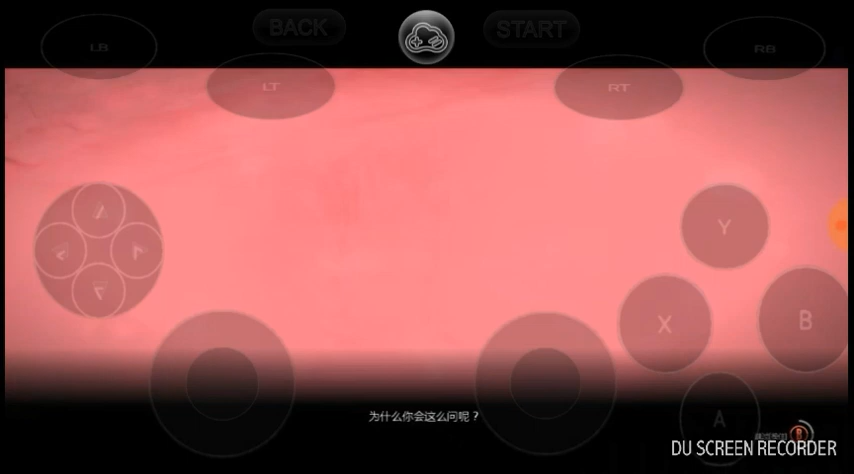 BACK
START
LB
RB
LT
RT
Y
X
B
为什么你会这么问呢？
A
B
DU SCREEN RECORDER